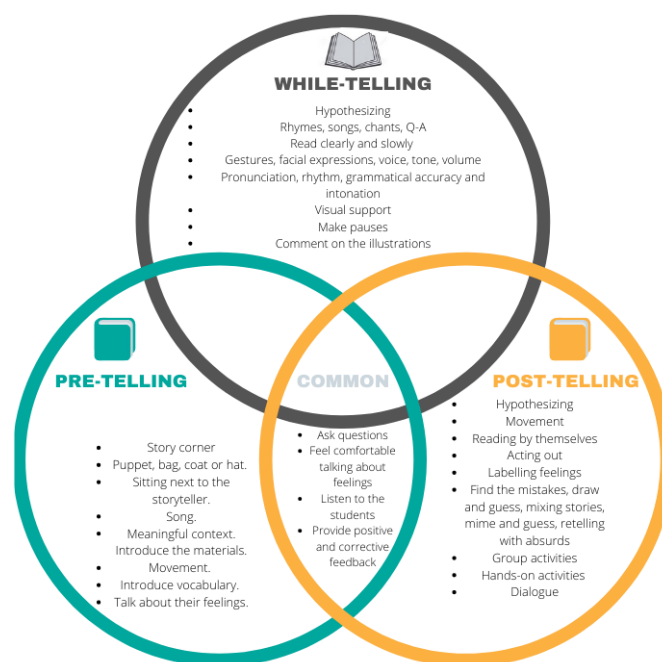 WHILE-TELLING
Hypothesizing
Rhymes, songs, chants, Q-A
Read clearly and slowly
Gestures, facial expressions, voice, tone, volume
Pronunciation, rhythm, grammatical accuracy and
intonation
Visual support
Make pauses
Comment on the illustrations
PRE-TELLING
Story corner
Puppet, bag, coat or hat.
Sitting next to the
storyteller.
Song.
Meaningful context.
Introduce the materials.
Movement.
Introduce vocabulary.
Talk about their feelings.
COMMON
Ask questions
Feel comfortable
talking about
feelings
Listen to the
students
Provide positive
and corrective
feedback
POST-TELLING
Hypothesizing
Movement
Reading by themselves
Acting out
Labelling feelings
Find the mistakes, draw
and guess, mixing stories,
mime and guess, retelling
with absurds
Group activities
Hands-on activities
Dialogue